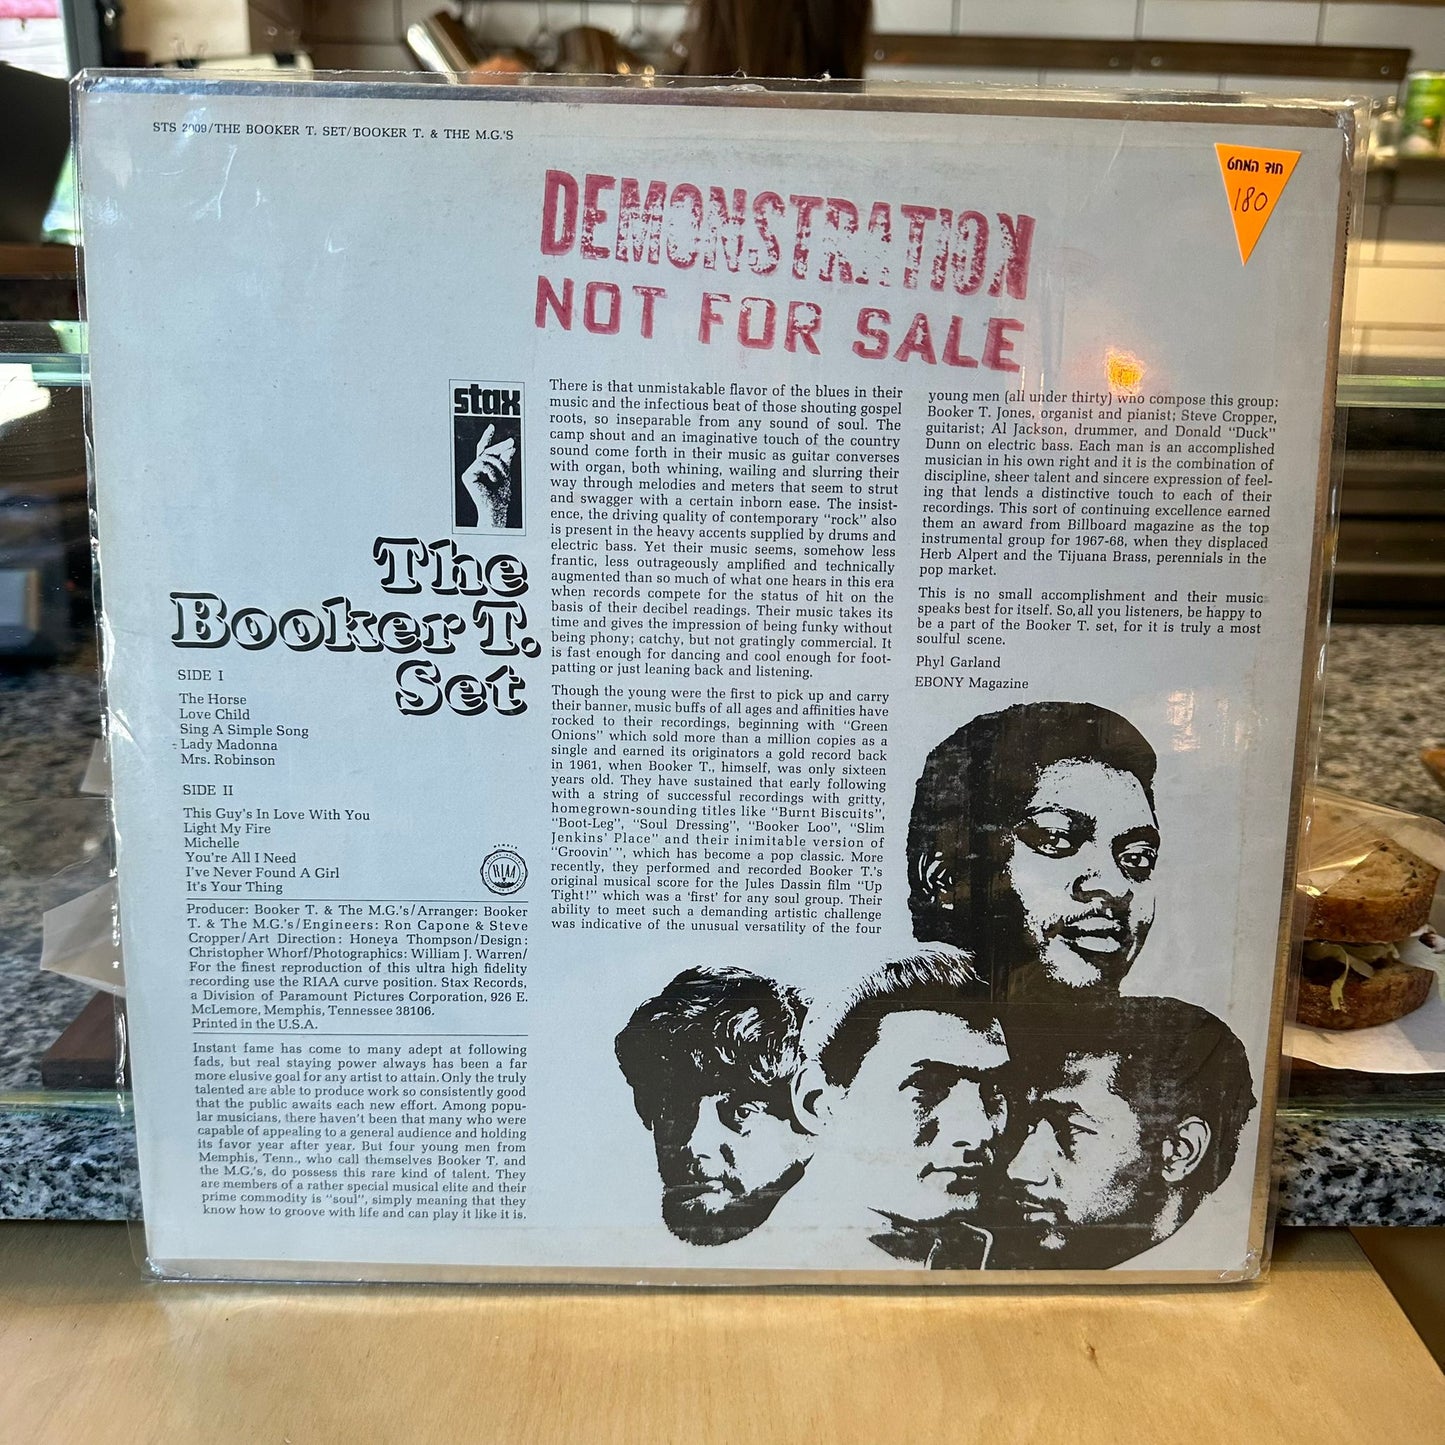 STS 2009/THE BOOKER T. SET/BOOKER T. & THE M.G.'S
DEMONSTRATION
NOT FOR SALE
חוד המחט
180
stax
The
Booker T.
Set
SIDE I
The Horse
Love Child
Sing A Simple Song
Lady Madonna
Mrs. Robinson
SIDE II
This Guy's In Love With You
Light My Fire
Michelle
You're All I Need
I've Never Found A Girl
It's Your Thing
RIAA
Producer: Booker T. & The M.G.'s/Arranger: Booker
T. & The M.G.'s/Engineers: Ron Capone & Steve
Cropper/Art Direction: Honeya Thompson/Design:
Christopher Whorf/Photographics: William J. Warren/
For the finest reproduction of this ultra high fidelity
recording use the RIAA curve position. Stax Records,
a Division of Paramount Pictures Corporation, 926 E.
McLemore, Memphis, Tennessee 38106.
Printed in the U.S.A.
Instant fame has come to many adept at following
fads, but real staying power always has been a far
more elusive goal for any artist to attain. Only the truly
talented are able to produce work so consistently good
that the public awaits each new effort. Among popu-
lar musicians, there haven't been that many who were
capable of appealing to a general audience and holding
its favor year after year. But four young men from
Memphis, Tenn., who call themselves Booker T. and
the M.G.'s, do possess this rare kind of talent. They
are members of a rather special musical elite and their
prime commodity is "soul", simply meaning that they
know how to groove with life and can play it like it is.
There is that unmistakable flavor of the blues in their
music and the infectious beat of those shouting gospel
roots, so inseparable from any sound of soul. The
camp shout and an imaginative touch of the country
sound come forth in their music as guitar converses
with organ, both whining, wailing and slurring their
way through melodies and meters that seem to strut
and swagger with a certain inborn ease. The insist-
ence, the driving quality of contemporary "rock" also
is present in the heavy accents supplied by drums and
electric bass. Yet their music seems, somehow less
frantic, less outrageously amplified and technically
augmented than so much of what one hears in this era
when records compete for the status of hit on the
basis of their decibel readings. Their music takes its
time and gives the impression of being funky without
being phony; catchy, but not gratingly commercial. It
is fast enough for dancing and cool enough for foot-
patting or just leaning back and listening.
Though the young were the first to pick up and carry
their banner, music buffs of all ages and affinities have
rocked to their recordings, beginning with "Green
Onions" which sold more than a million copies as a
single and earned its originators a gold record back
in 1961, when Booker T., himself, was only sixteen
years old. They have sustained that early following
with a string of successful recordings with gritty,
homegrown-sounding titles like "Burnt Biscuits",
"Boot-Leg", "Soul Dressing", "Booker Loo", "Slim
Jenkins' Place" and their inimitable version of
"Groovin' ", which has become a pop classic. More
recently, they performed and recorded Booker T.'s
original musical score for the Jules Dassin film "Up
Tight!" which was a 'first' for any soul group. Their
ability to meet such a demanding artistic challenge
was indicative of the unusual versatility of the four
young men (all under thirty) who compose this group:
Booker T. Jones, organist and pianist; Steve Cropper,
guitarist; Al Jackson, drummer, and Donald "Duck"
Dunn on electric bass. Each man is an accomplished
musician in his own right and it is the combination of
discipline, sheer talent and sincere expression of feel-
ing that lends a distinctive touch to each of their
recordings. This sort of continuing excellence earned
them an award from Billboard magazine as the top
instrumental group for 1967-68, when they displaced
Herb Alpert and the Tijuana Brass, perennials in the
pop market.
This is no small accomplishment and their music
speaks best for itself. So, all you listeners, be happy to
be a part of the Booker T. set, for it is truly a most
soulful scene.
Phyl Garland
EBONY Magazine